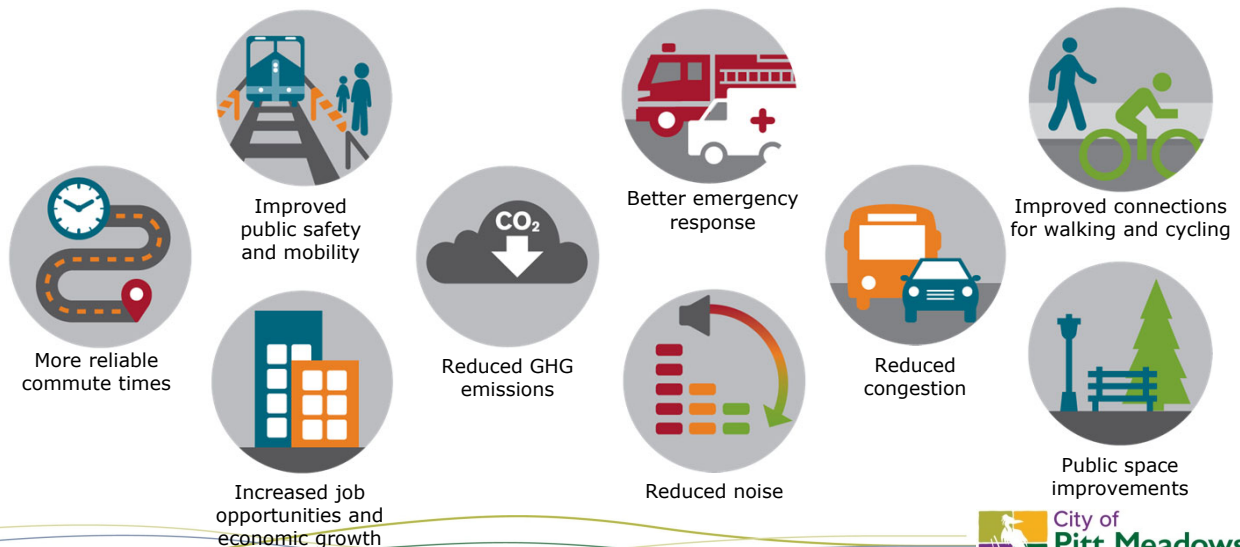 More reliable
commute times
Improved
public safety
and mobility
Increased job
opportunities and
economic growth
CO₂
Reduced GHG
emissions
Better emergency
response
Reduced noise
Reduced
congestion
Improved connections
for walking and cycling
Public space
improvements
City of
Pitt Meadows